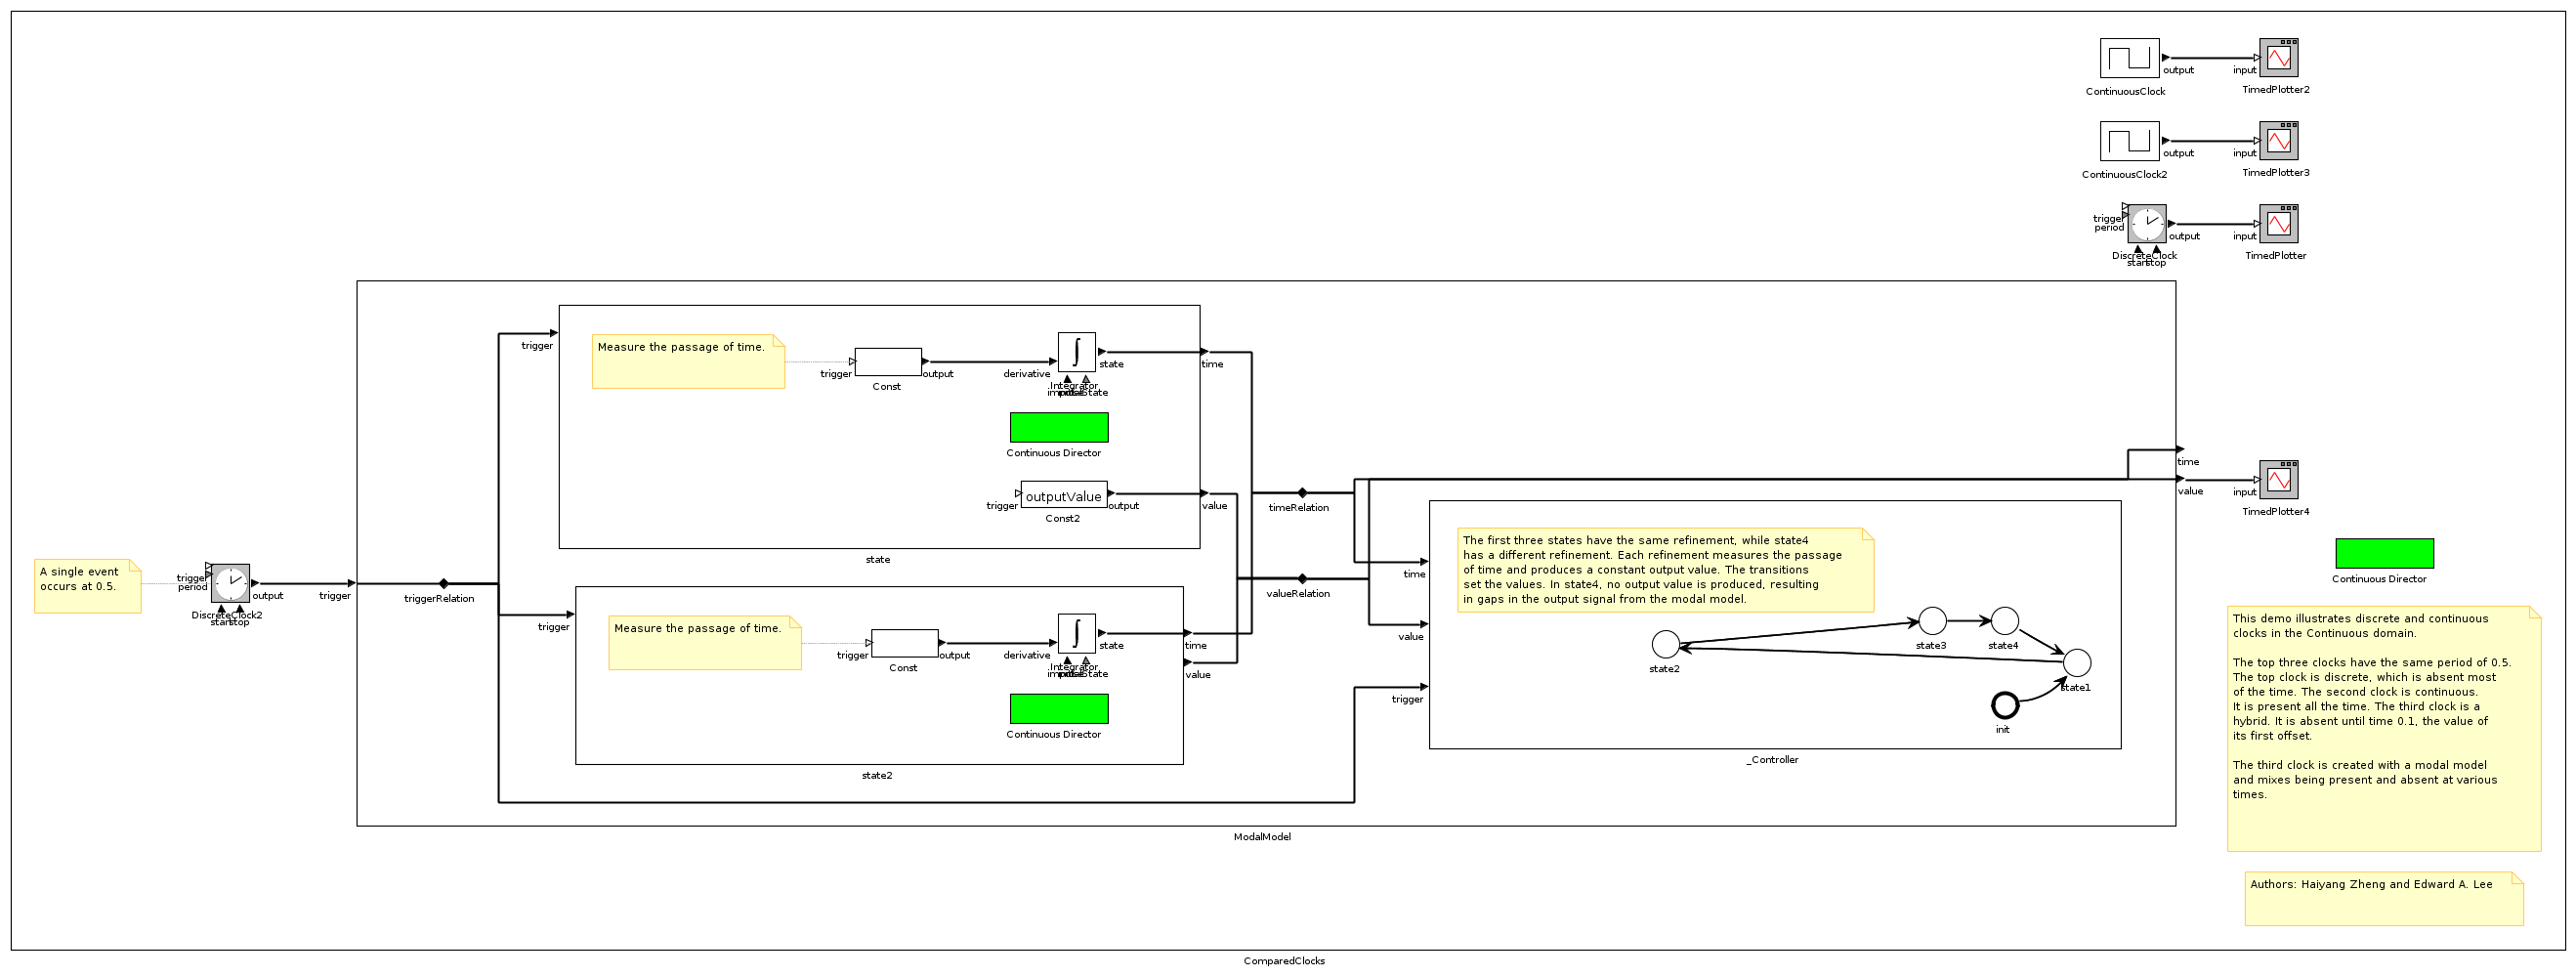 output
input
ContinuousClock
TimedPlotter2
output
input
ContinuousClock2
TimedPlotter3
trigger
period
output
input
DiscreteClock
start
stop
TimedPlotter
trigger
Measure the passage of time.
trigger
output
Const
derivative
state
Integrator
time
Continuous Director
outputValue
trigger
output
Const2
value
state
timeRelation
time
value
input
TimedPlotter4
A single event
occurs at 0.5.
trigger
period
output
DiscreteClock2
start
stop
trigger
triggerRelation
trigger
Measure the passage of time.
trigger
output
Const
derivative
state
Integrator
time
value
Continuous Director
state2
valueRelation
time
value
trigger
The first three states have the same refinement, while state4
has a different refinement. Each refinement measures the passage
of time and produces a constant output value. The transitions
set the values. In state4, no output value is produced, resulting
in gaps in the output signal from the modal model.
state2
state3
state4
state1
init
_Controller
ModalModel
Continuous Director
This demo illustrates discrete and continuous
clocks in the Continuous domain.
The top three clocks have the same period of 0.5.
The top clock is discrete, which is absent most
of the time. The second clock is continuous.
It is present all the time. The third clock is a
hybrid. It is absent until time 0.1, the value of
its first offset.
The third clock is created with a modal model
and mixes being present and absent at various
times.
Authors: Haiyang Zheng and Edward A. Lee
ComparedClocks